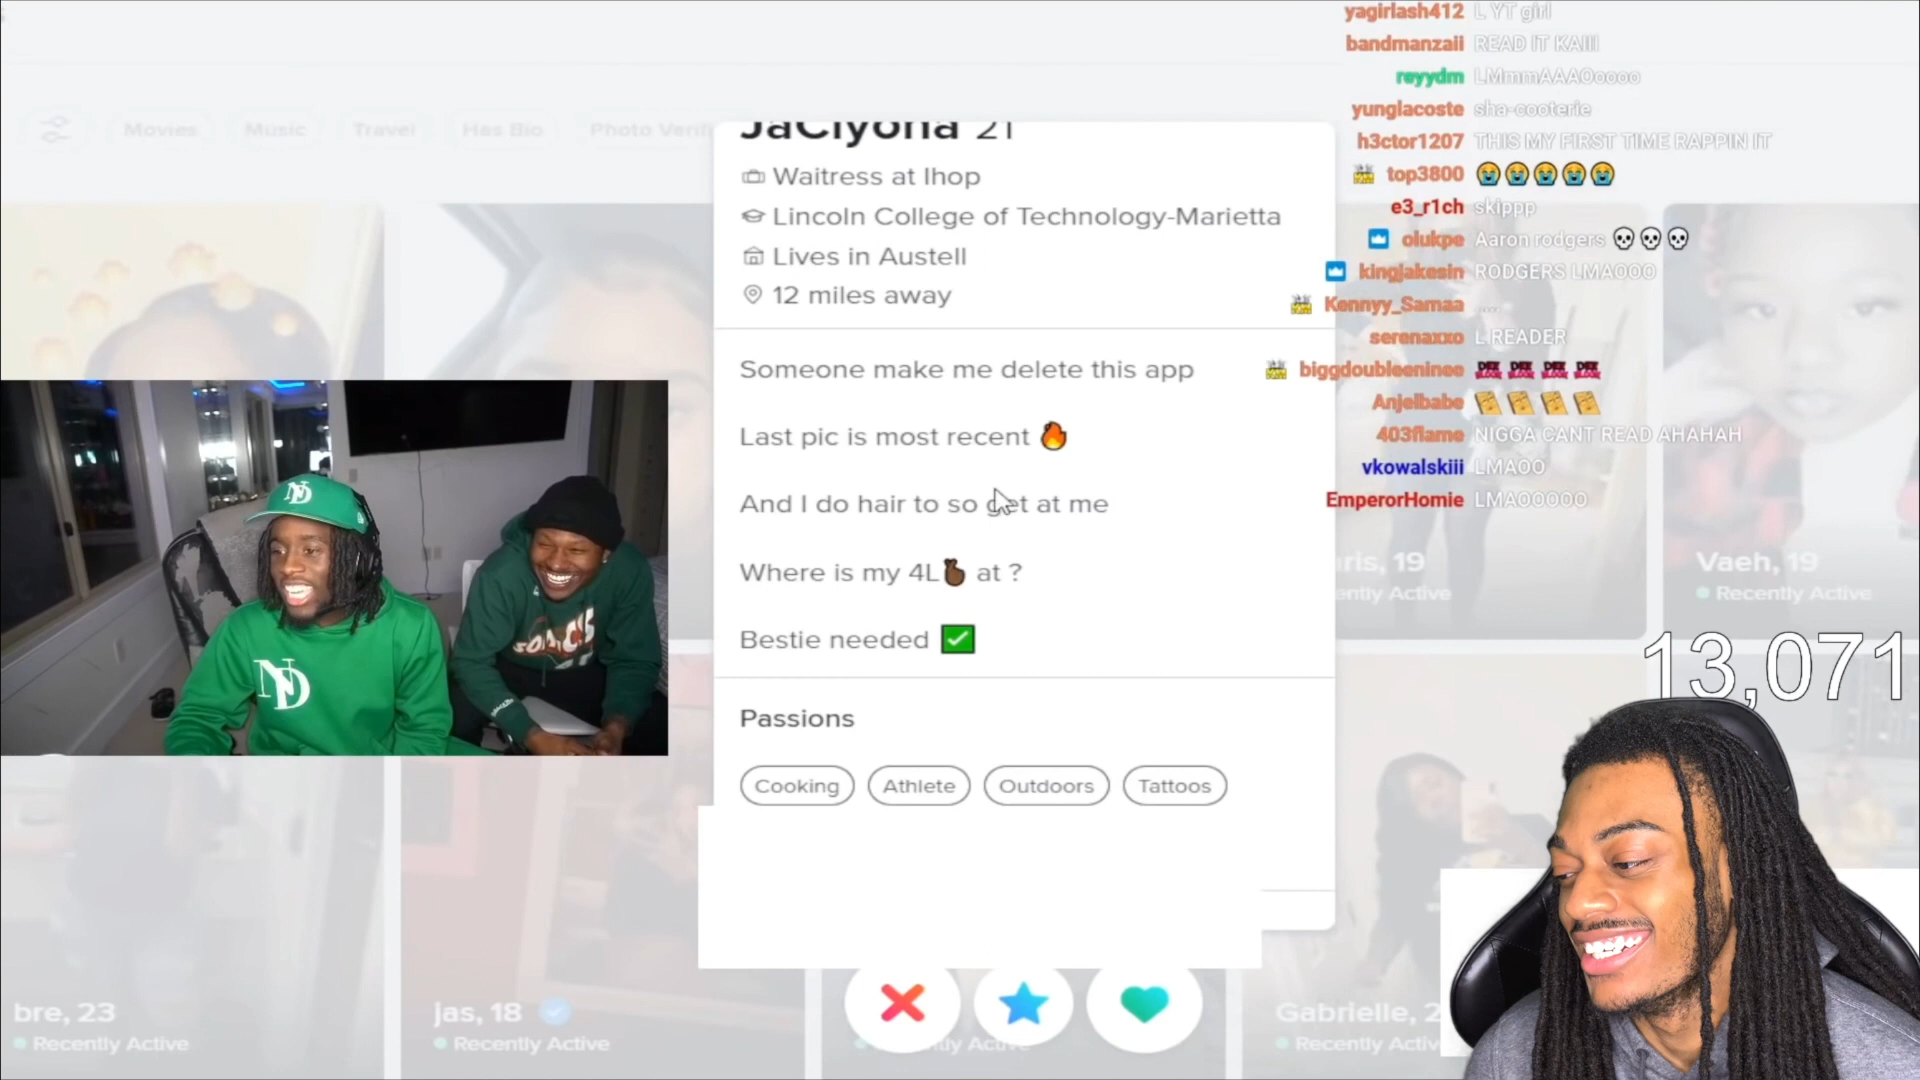 yagirlash412 L YT girl
bandmanzaii READ IT KAIII
reyydm LMmmAAAOoooo
yunglacoste sha-cooterie
h3ctor1207 THIS MY FIRST TIME RAPPIN IT
top3800
e3_r1ch skippp
olukpe Aaron rodgers
kingjakesin RODGERS LMAOOO
Kennyy_Samaa ....
serenaxxo L READER
biggdoubleeninee
Anjelbabe
403flame NIGGA CANT READ AHAHAH
vkowalskiii LMAOO
EmperorHomie LMAOOOOO
Movies Music Travel Has Bio Photo Verifi
JaCiyona 21
Waitress at Ihop
Lincoln College of Technology-Marietta
Lives in Austell
12 miles away
Someone make me delete this app
Last pic is most recent 🔥
And I do hair to so get at me
Where is my 4L at ?
Bestie needed ✅
Passions
Cooking Athlete Outdoors Tattoos
ND
ND
ris, 19
ently Active
Vaeh, 19
Recently Active
13,071
bre, 23
Recently Active
jas, 18
Recently Active
Gabrielle, 2
Recently Activ